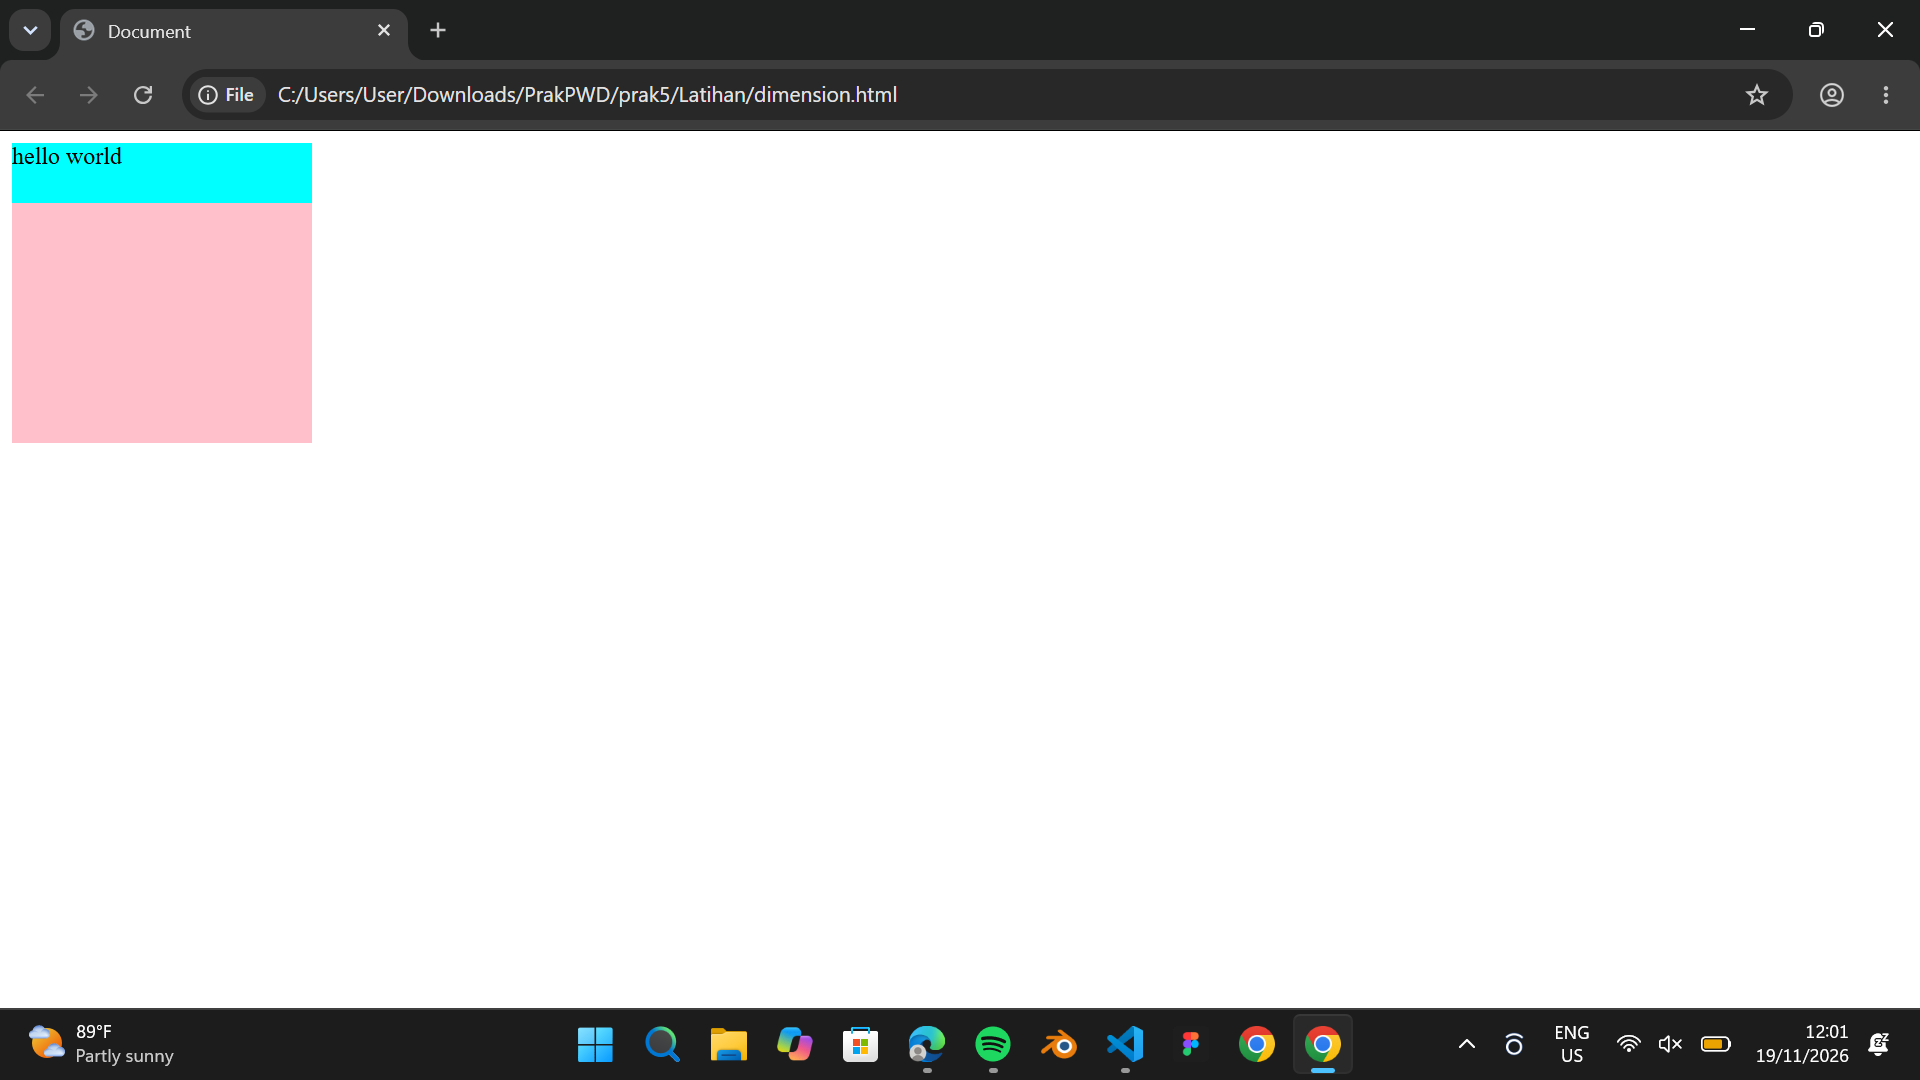 Document
File
C:/Users/User/Downloads/PrakPWD/prak5/Latihan/dimension.html
hello world
89°F
Partly sunny
ENG
US
12:01
19/11/2026